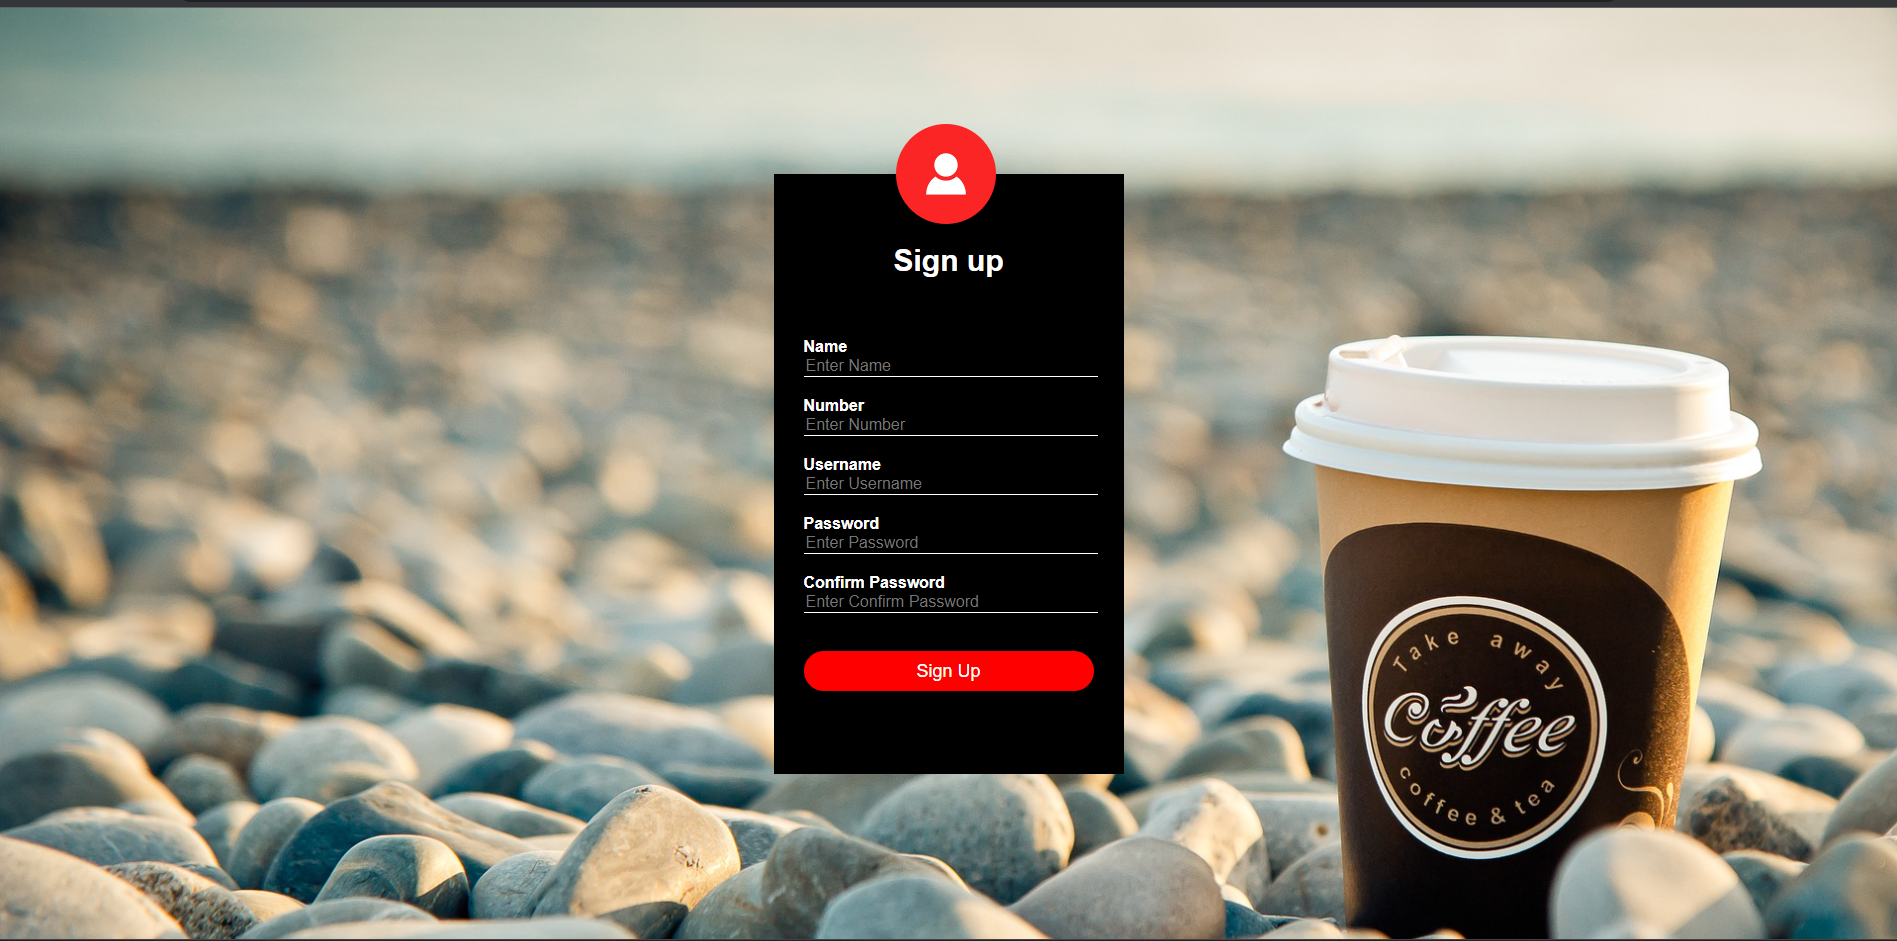 Sign up
Name
Enter Name
Number
Enter Number
Username
Enter Username
Password
Enter Password
Confirm Password
Enter Confirm Password
Sign Up
Take away
Coffee
coffee & tea